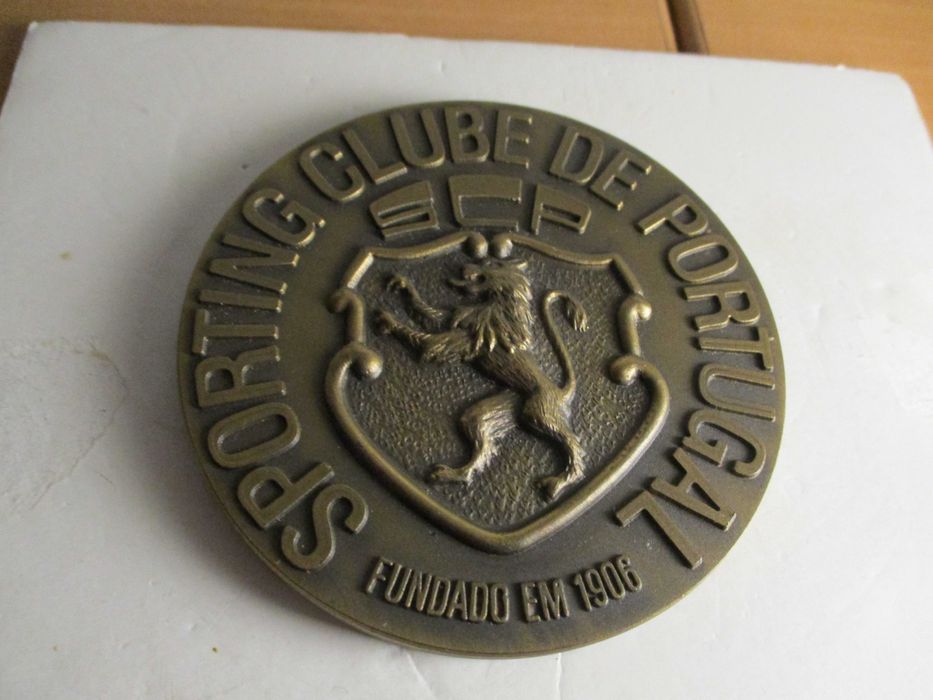 SPORTING CLUBE DE PORTUGAL
SCP
FUNDADO EM 1906